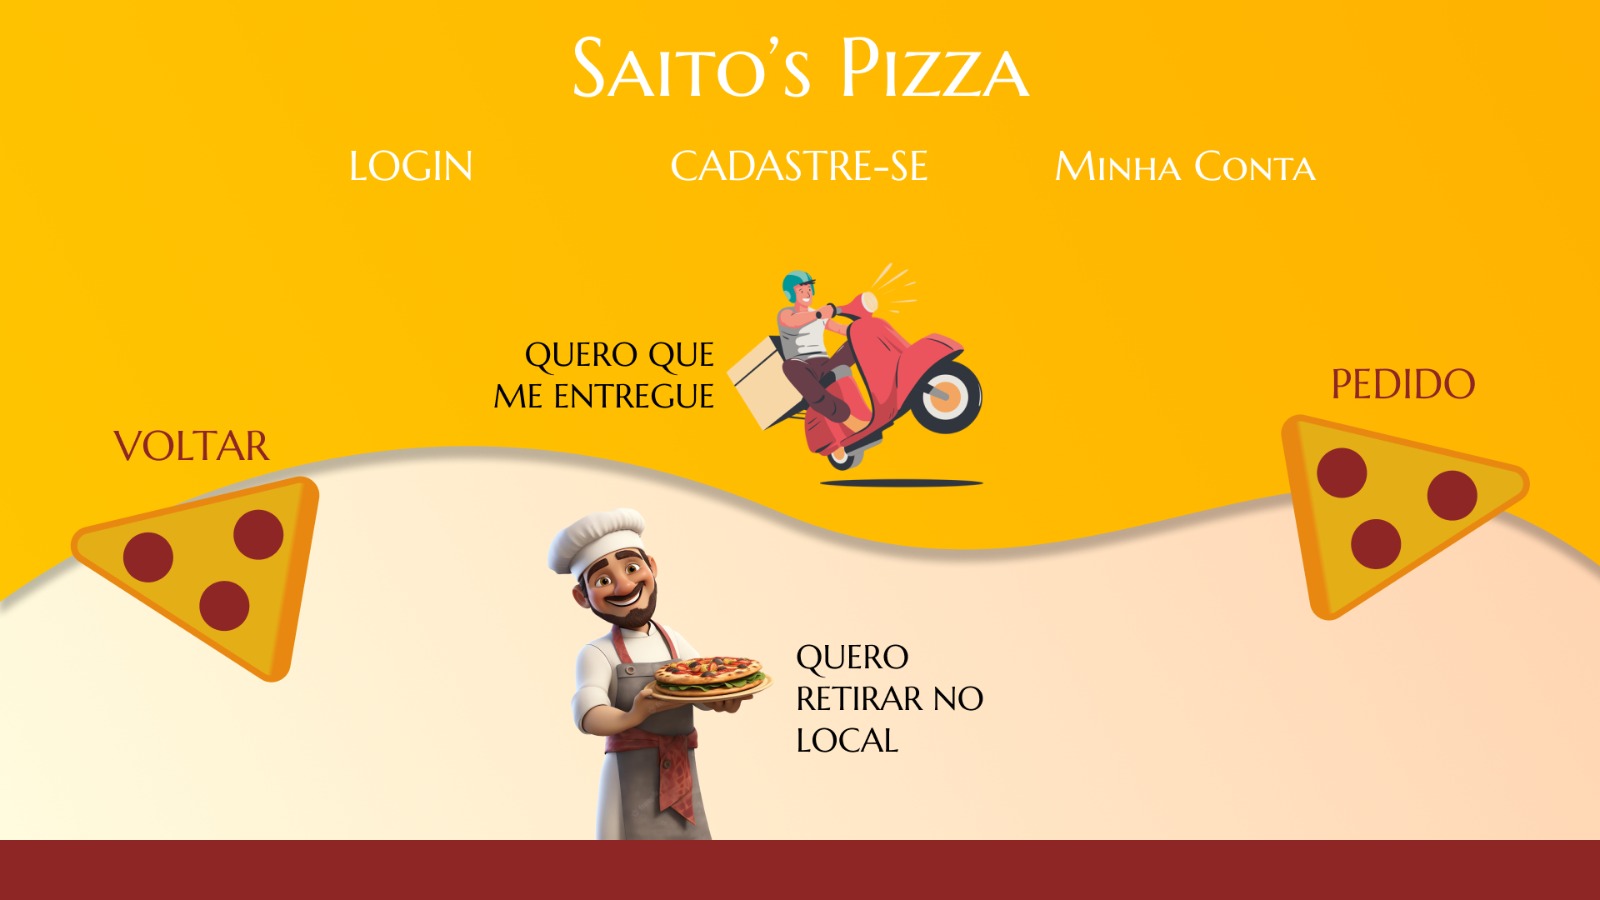 Saito's Pizza
LOGIN
CADASTRE-SE
Minha Conta
QUERO QUE
ME ENTREGUE
PEDIDO
VOLTAR
QUERO
RETIRAR NO
LOCAL